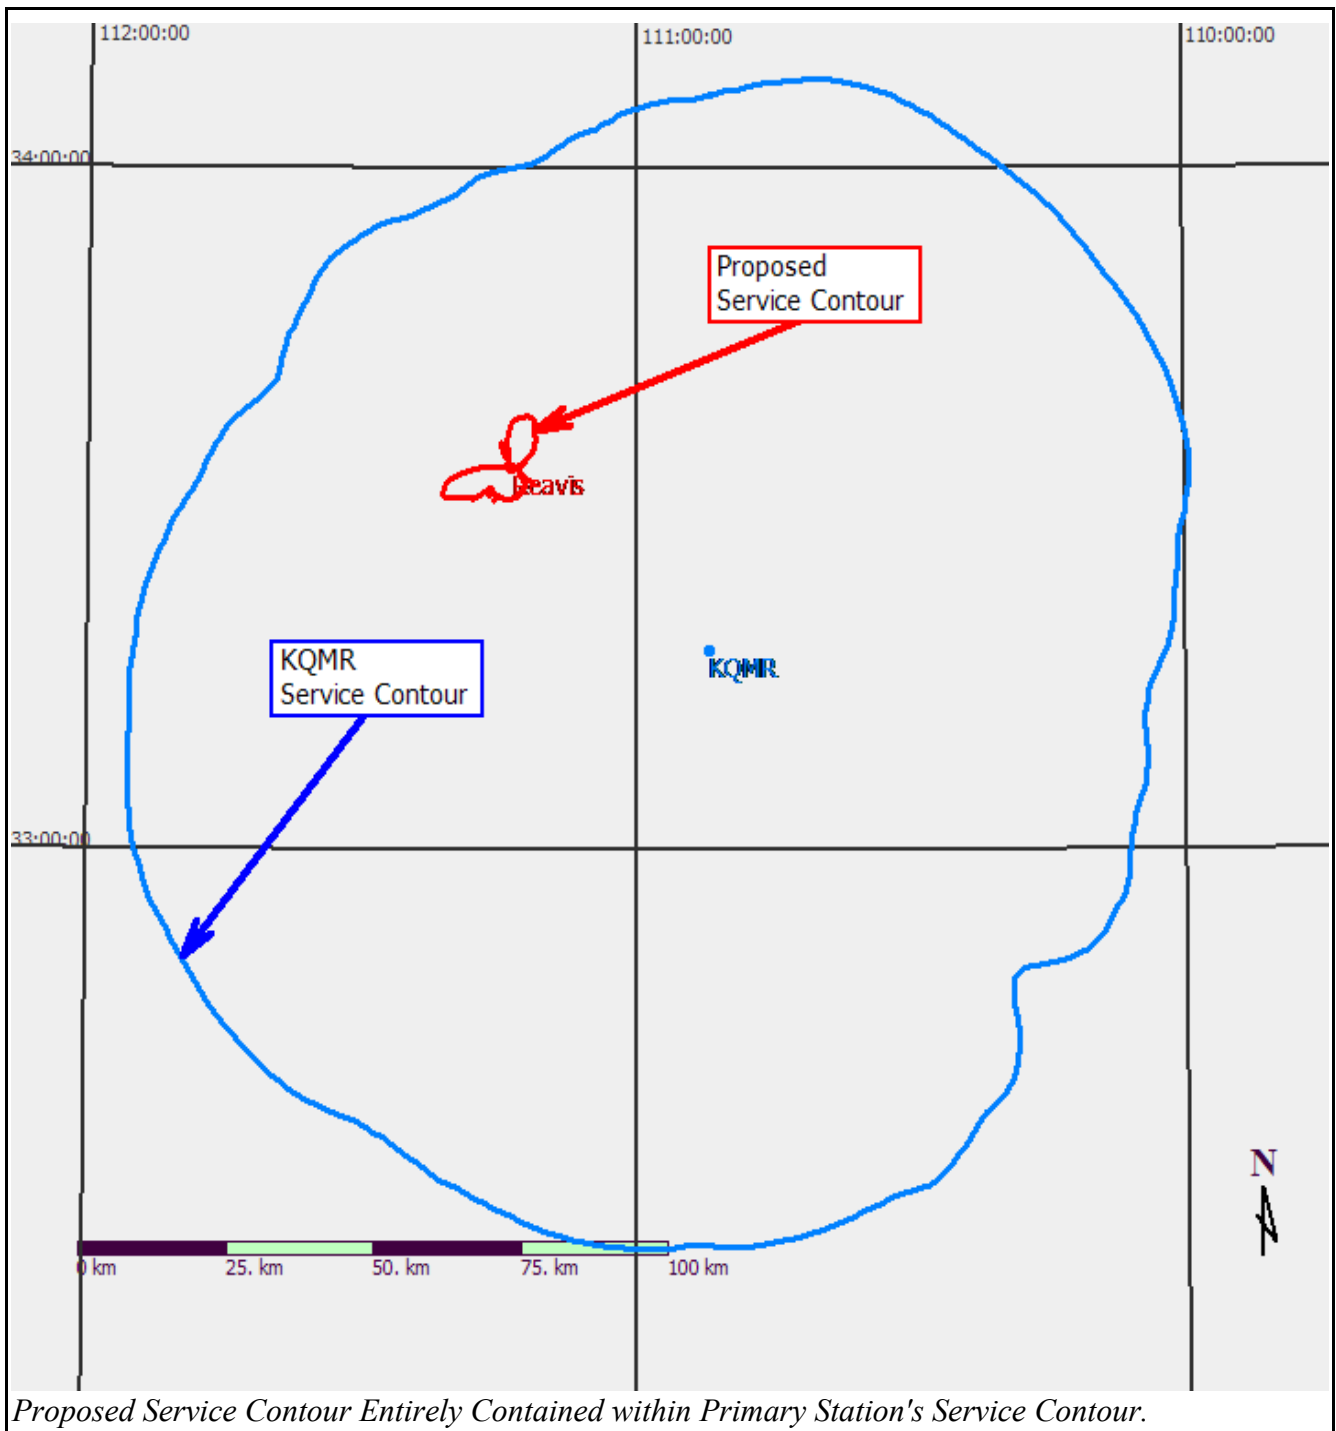 112:00:00 111:00:00 110:00:00
34:00:00
Proposed
Service Contour
Reavis
KQMR
Service Contour
KQMR
33:00:00
N
0 km 25. km 50. km 75. km 100 km
Proposed Service Contour Entirely Contained within Primary Station's Service Contour.